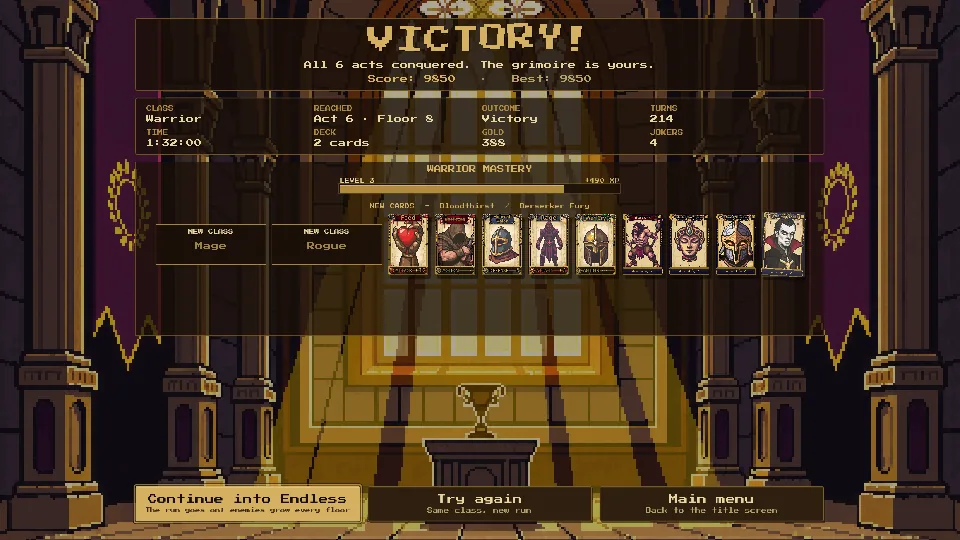 VICTORY!
All 6 acts conquered. The grimoire is yours.
Score: 9850 · Best: 9850
CLASS REACHED OUTCOME TURNS
Warrior Act 6 · Floor 8 Victory 214
TIME DECK GOLD JOKERS
1:32:00 2 cards 388 4
WARRIOR MASTERY
LEVEL 3 +490 XP
NEW CARDS - Bloodthirst / Berserker Fury
NEW CLASS
Mage
NEW CLASS
Rogue
Continue into Endless
The run goes on! enemies grow every floor
Try again
Same class, new run
Main menu
Back to the title screen